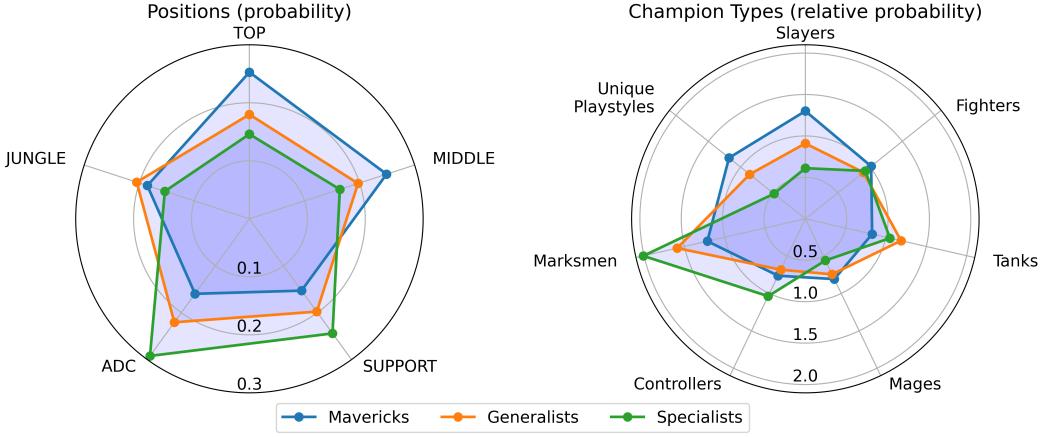 Positions (probability)
TOP
MIDDLE
JUNGLE
0.1
0.2
0.3
ADC
SUPPORT
Champion Types (relative probability)
Slayers
Unique
Playstyles
Fighters
Marksmen
Tanks
0.5
1.0
1.5
2.0
Controllers
Mages
Mavericks
Generalists
Specialists